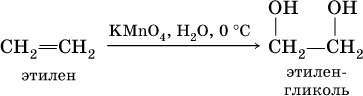 OH OH
KMnO₄, H₂O, 0 °C
CH₂=CH₂ CH₂—CH₂
этилен этилен-
гликоль